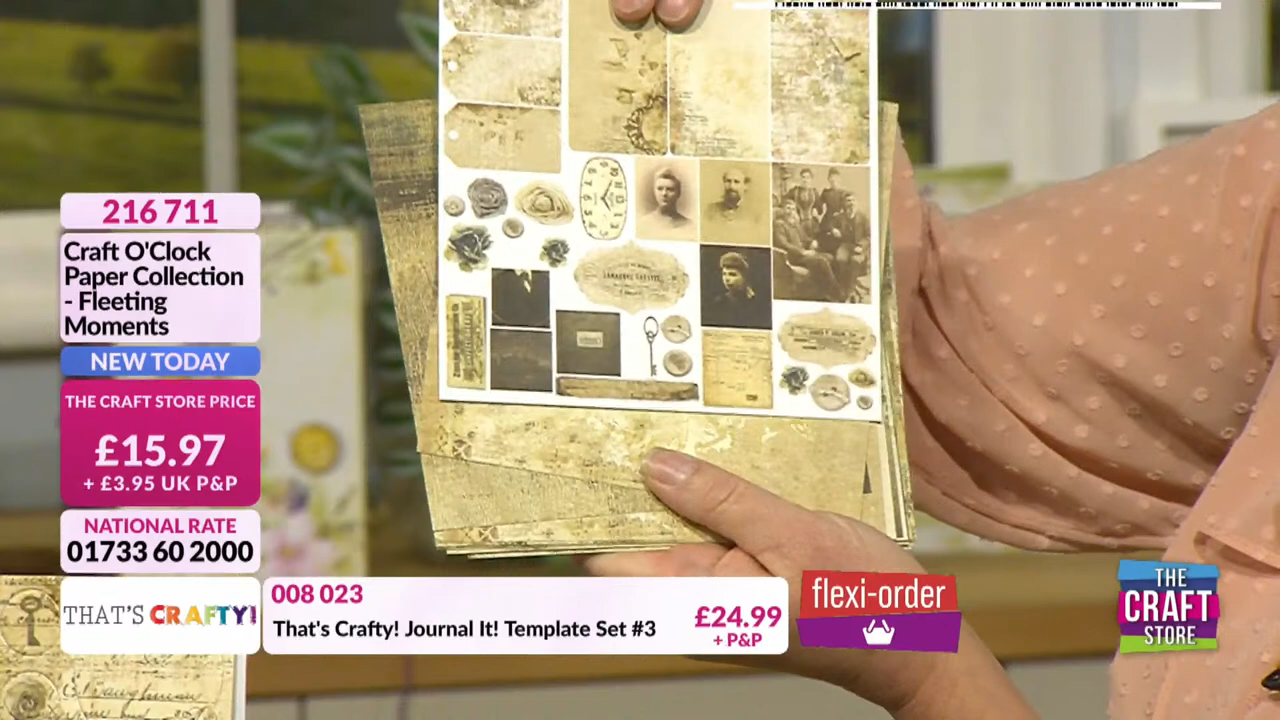 216 711
Craft O'Clock
Paper Collection
- Fleeting
Moments
NEW TODAY
THE CRAFT STORE PRICE
£15.97
+ £3.95 UK P&P
NATIONAL RATE
01733 60 2000
THAT'S CRAFTY!
008 023
That's Crafty! Journal It! Template Set #3
£24.99
+ P&P
flexi-order
THE
CRAFT
STORE